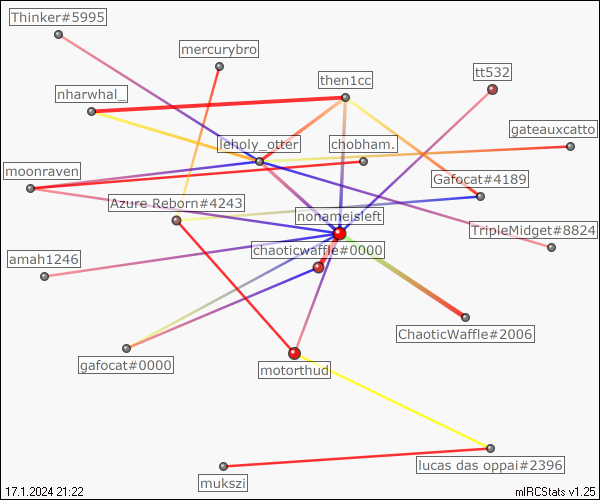 Thinker#5995
mercurybro
then1cc
tt532
nharwhal_
gateauxcatto
leholy_otter
chobham.
moonraven
Gafocat#4189
Azure Reborn#4243
nonameisleft
TripleMidget#8824
chaoticwaffle#0000
amah1246
ChaoticWaffle#2006
gafocat#0000
motorthud
lucas das oppai#2396
mukszi
17.1.2024 21:22
mIRCStats v1.25